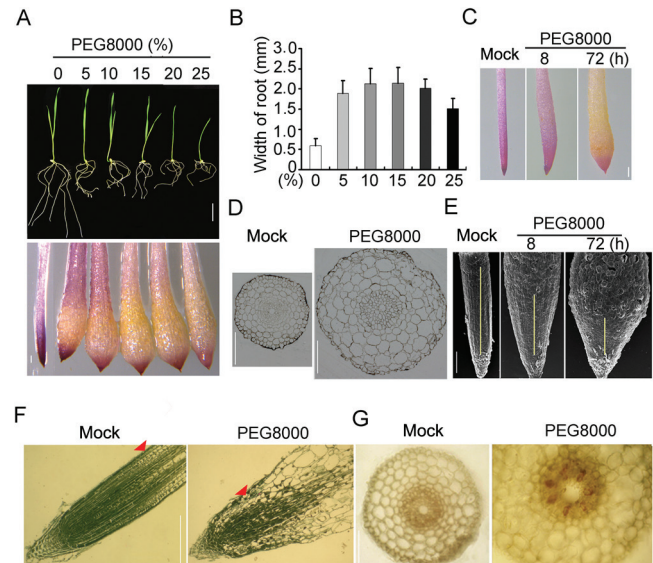 A
PEG8000 (%)
0 5 10 15 20 25
B
Width of root (mm)
3.0
2.5
2.0
1.5
1.0
0.5
0
(%) 0 5 10 15 20 25
C
PEG8000
Mock 8 72 (h)
D
Mock PEG8000
E
PEG8000
Mock 8 72 (h)
F
Mock PEG8000
G
Mock PEG8000